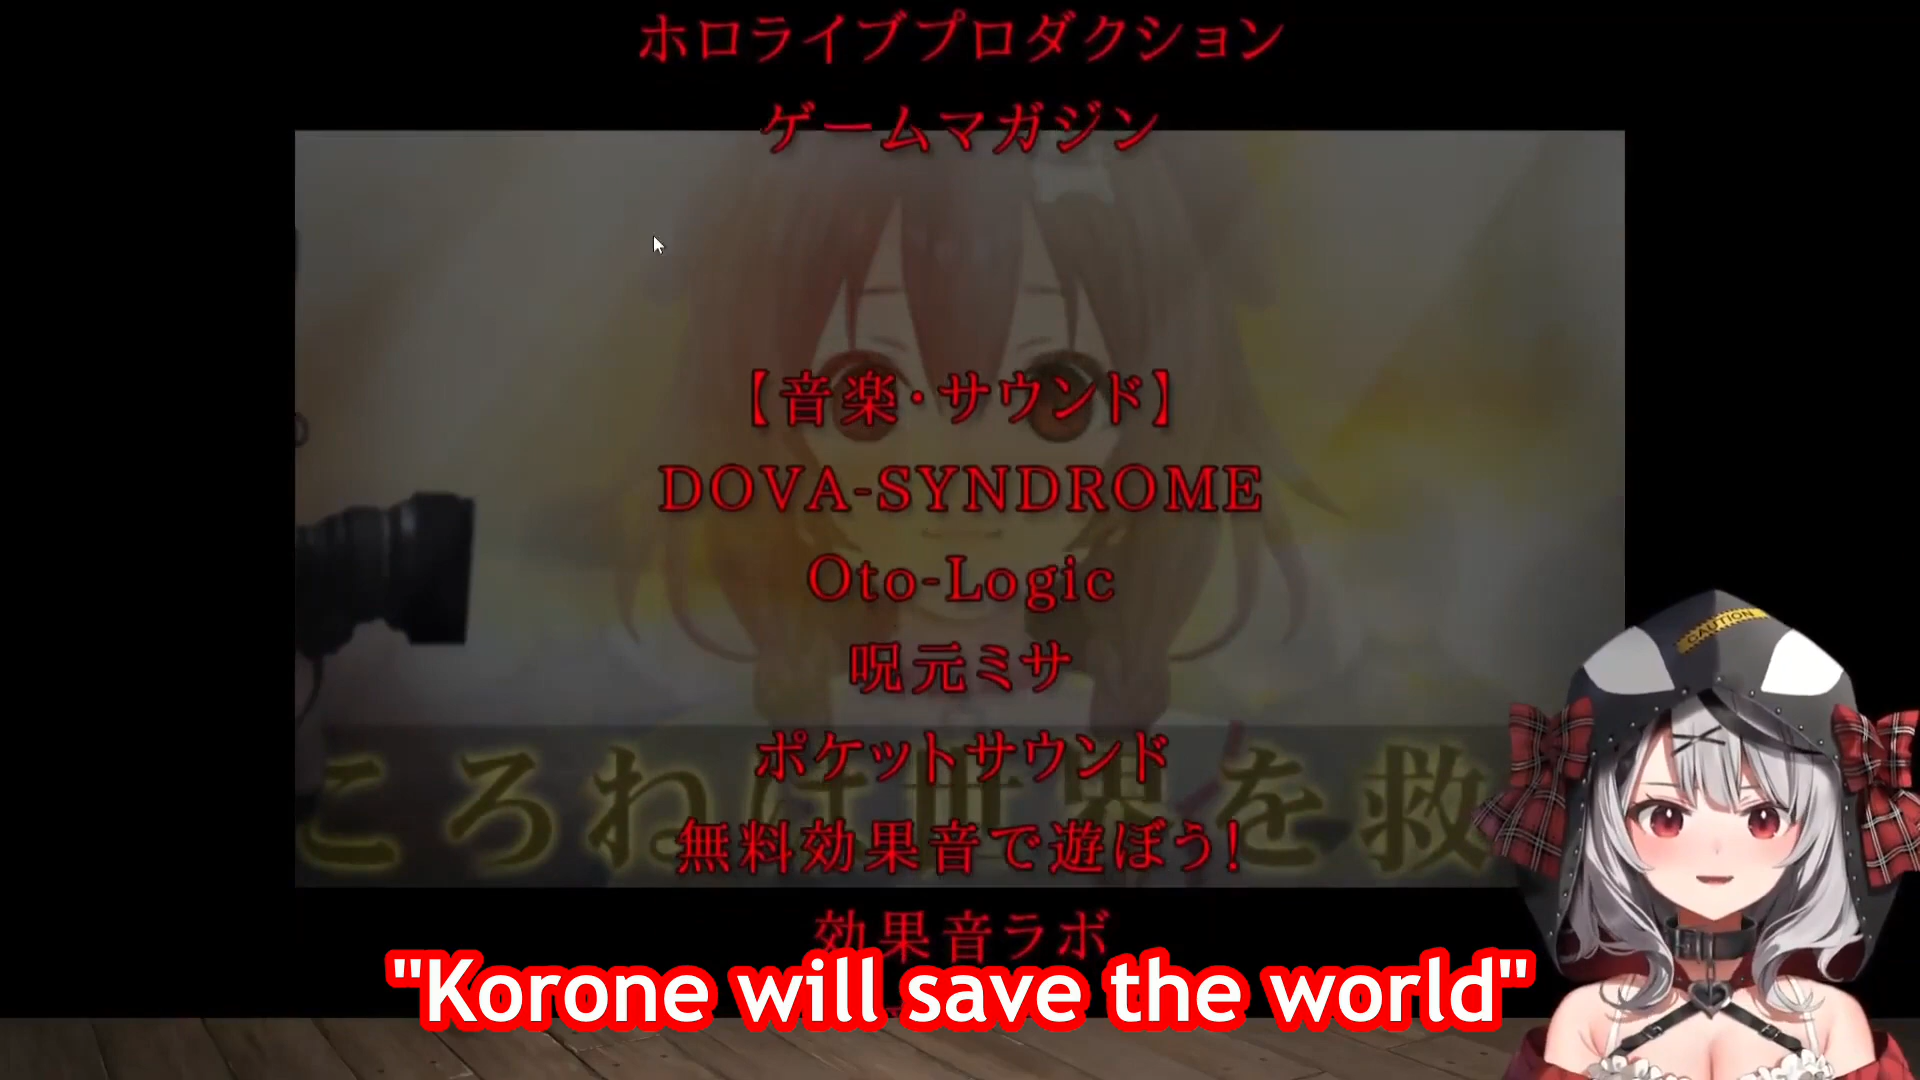 ホロライブプロダクション
ゲームマガジン
【音楽・サウンド】
DOVA-SYNDROME
Oto-Logic
呪元ミサ
ポケットサウンド
ころねは世界を救
無料効果音で遊ぼう!
効果音ラボ
"Korone will save the world"
CAUTION